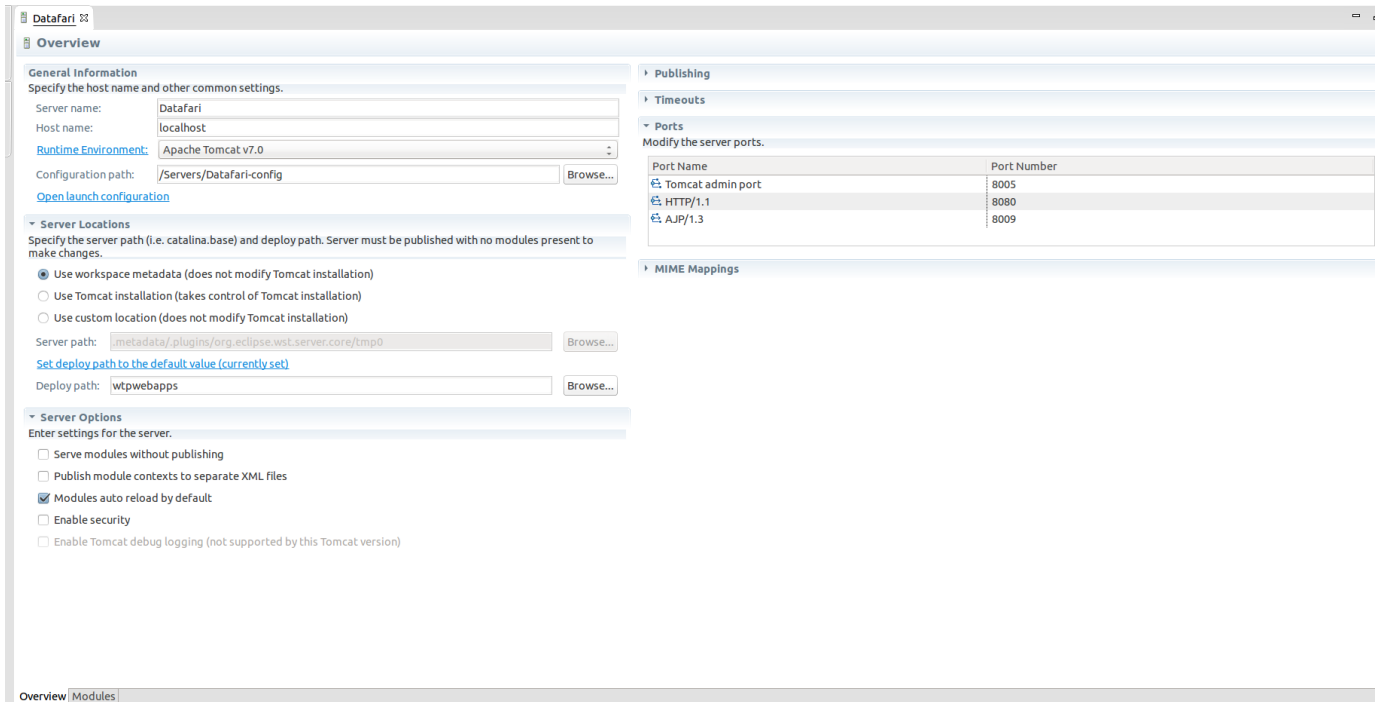 Datafari
Overview
General Information
Specify the host name and other common settings.
Server name: Datafari
Host name: localhost
Runtime Environment: Apache Tomcat v7.0
Configuration path: /Servers/Datafari-config Browse...
Open launch configuration
Server Locations
Specify the server path (i.e. catalina.base) and deploy path. Server must be published with no modules present to
make changes.
Use workspace metadata (does not modify Tomcat installation)
Use Tomcat installation (takes control of Tomcat installation)
Use custom location (does not modify Tomcat installation)
Server path: .metadata/.plugins/org.eclipse.wst.server.core/tmp0 Browse...
Set deploy path to the default value (currently set)
Deploy path: wtpwebapps Browse...
Server Options
Enter settings for the server.
Serve modules without publishing
Publish module contexts to separate XML files
Modules auto reload by default
Enable security
Enable Tomcat debug logging (not supported by this Tomcat version)
Publishing
Timeouts
Ports
Modify the server ports.
Port Name Port Number
Tomcat admin port 8005
HTTP/1.1 8080
AJP/1.3 8009
MIME Mappings
Overview Modules